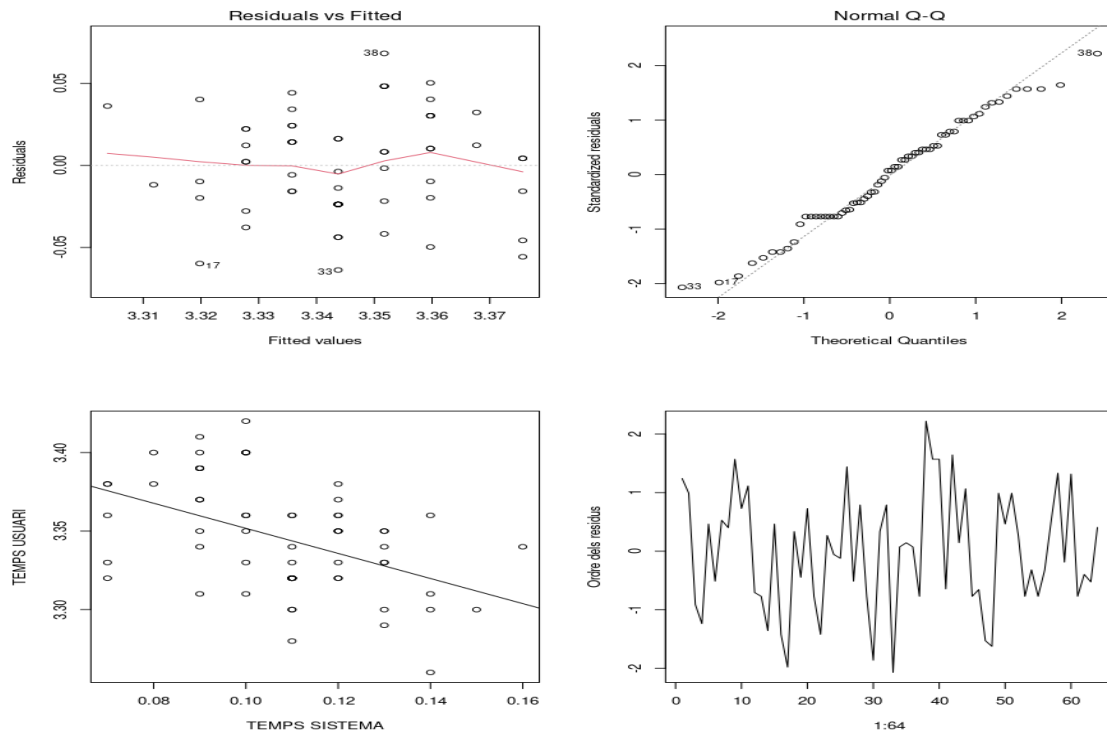 Residuals vs Fitted
Residuals
0.05
0.00
-0.05
38
17
33
3.31 3.32 3.33 3.34 3.35 3.36 3.37
Fitted values
Normal Q-Q
Standardized residuals
2
1
0
-1
-2
38
33
17
-2 -1 0 1 2
Theoretical Quantiles
TEMPS USUARI
3.40
3.35
3.30
0.08 0.10 0.12 0.14 0.16
TEMPS SISTEMA
Ordre dels residus
2
1
0
-1
-2
0 10 20 30 40 50 60
1:64